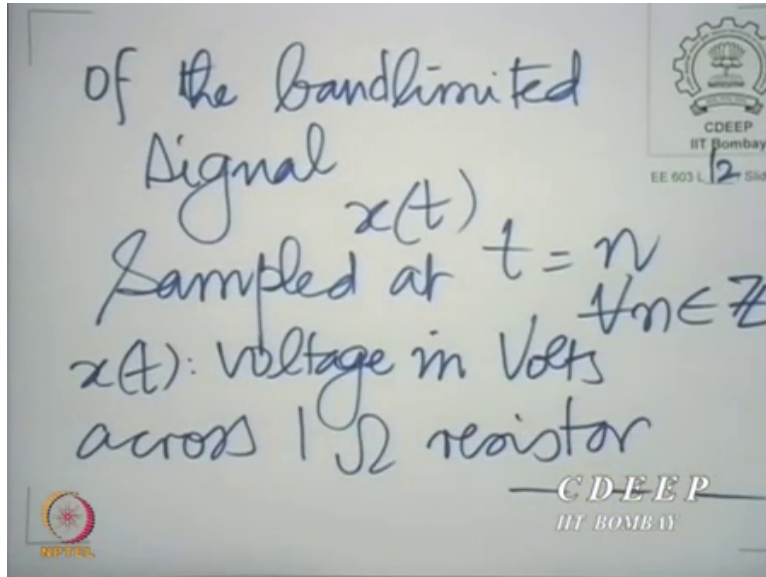 of the bandlimited
signal
x(t)
Sampled at t = n
∀n ∈ ℤ
x(t): voltage in Volts
across 1 Ω resistor
CDEEP
IIT Bombay
EE 603 L 12 Slid
CDEEP
IIT BOMBAY
NPTEL